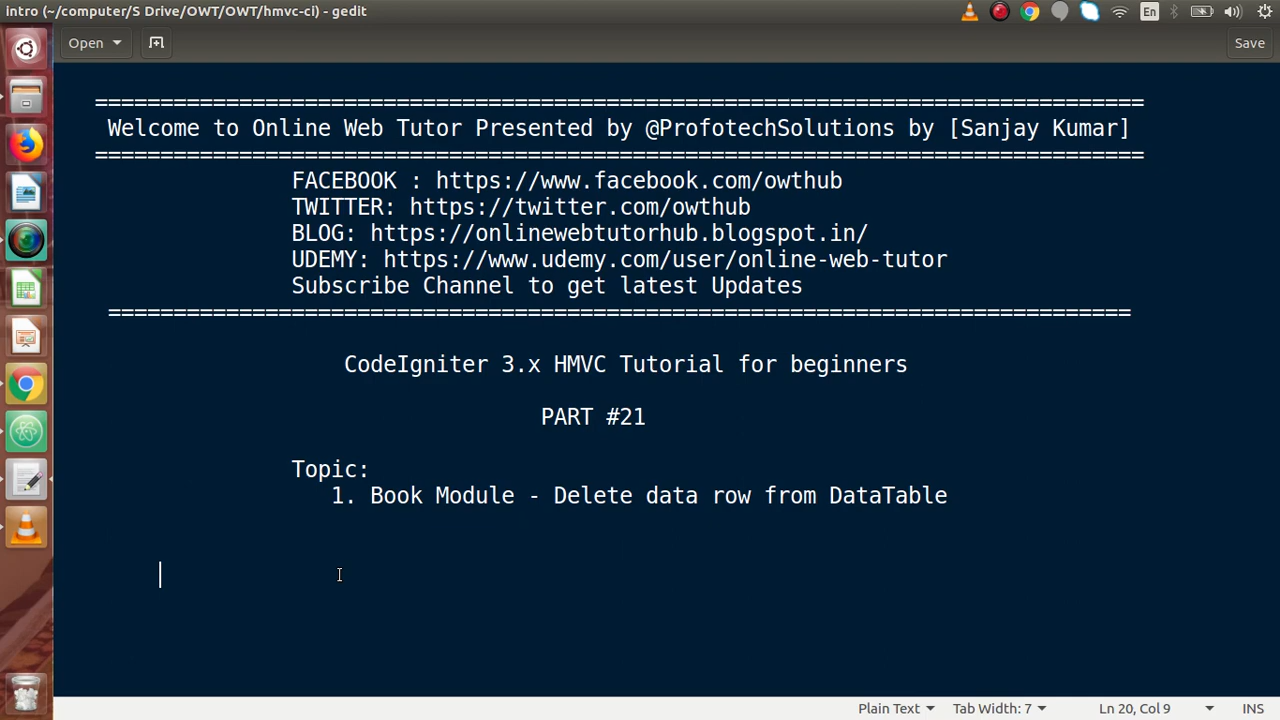 intro (~/computer/S Drive/OWT/OWT/hmvc-ci) - gedit
En
Open
Save
================================================================================
Welcome to Online Web Tutor Presented by @ProfotechSolutions by [Sanjay Kumar]
================================================================================
FACEBOOK : https://www.facebook.com/owthub
TWITTER: https://twitter.com/owthub
BLOG: https://onlinewebtutorhub.blogspot.in/
UDEMY: https://www.udemy.com/user/online-web-tutor
Subscribe Channel to get latest Updates
==============================================================================
CodeIgniter 3.x HMVC Tutorial for beginners
PART #21
Topic:
1. Book Module - Delete data row from DataTable
Plain Text
Tab Width: 7
Ln 20, Col 9
INS